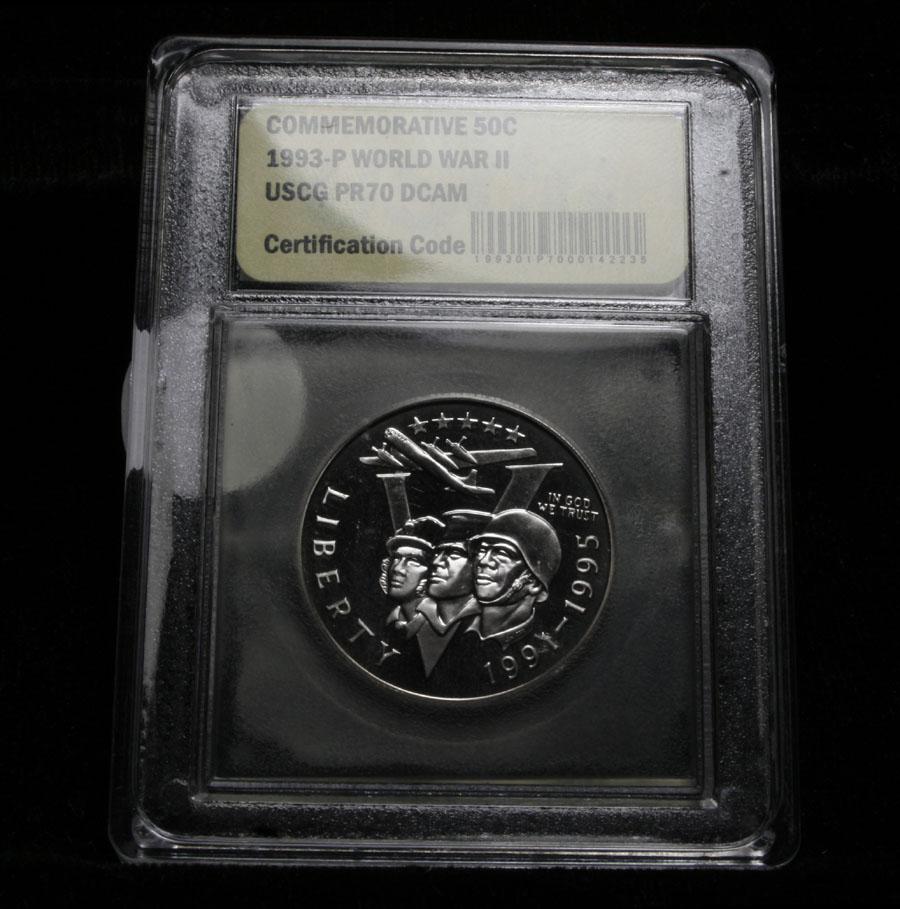 COMMEMORATIVE 50C
1993-P WORLD WAR II
USCG PR70 DCAM
Certification Code
199301P7000142235
LIBERTY
IN GOD
WE TRUST
1991-1995